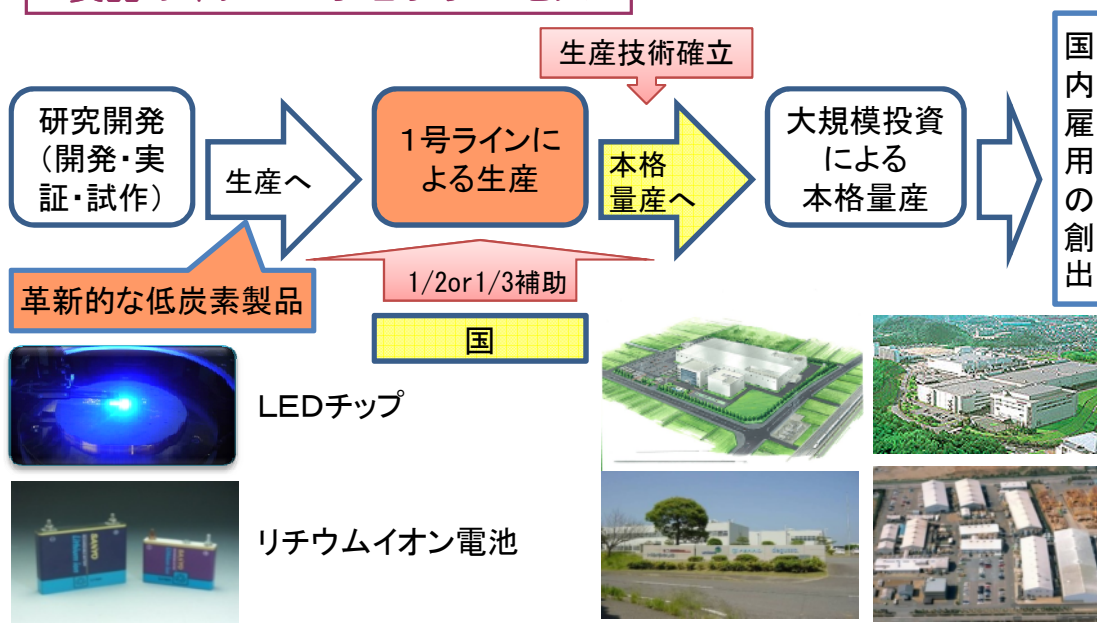 生産技術確立
研究開発
(開発・実
証・試作)
生産へ
１号ラインに
よる生産
本格
量産へ
大規模投資
による
本格量産
国
内
雇
用
の
創
出
1/2or1/3補助
革新的な低炭素製品
国
ＬＥＤチップ
リチウムイオン電池
SANYO
SANYO